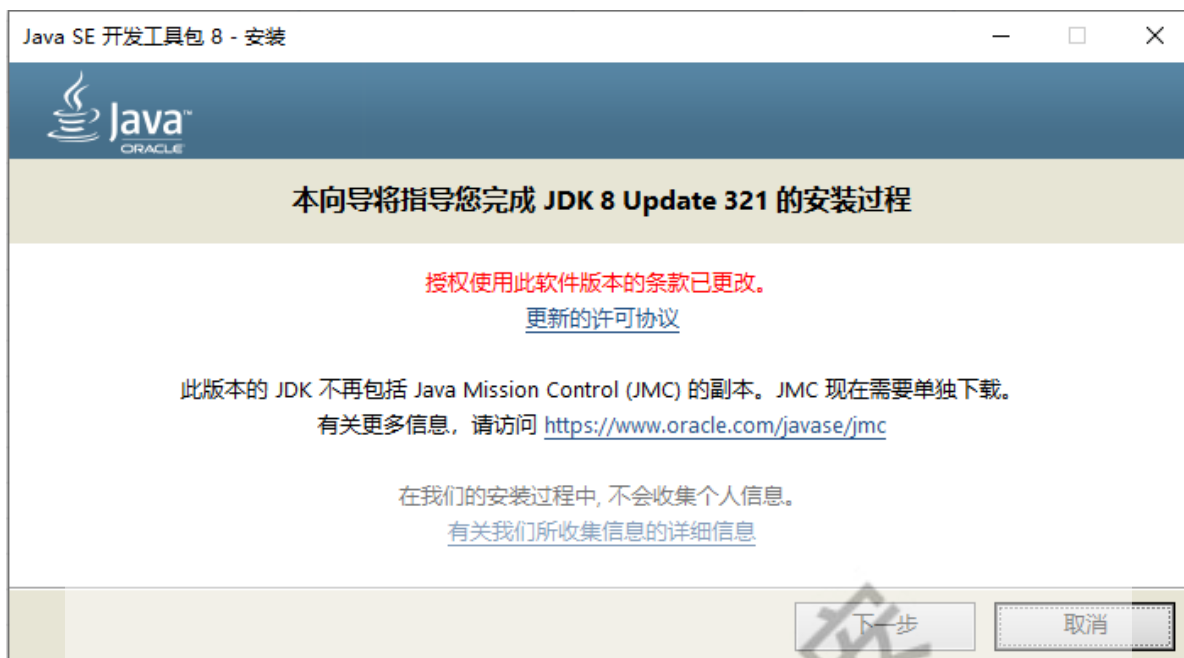 Java SE 开发工具包 8 - 安装
Java™
ORACLE
本向导将指导您完成 JDK 8 Update 321 的安装过程
授权使用此软件版本的条款已更改。
更新的许可协议
此版本的 JDK 不再包括 Java Mission Control (JMC) 的副本。JMC 现在需要单独下载。
有关更多信息，请访问 https://www.oracle.com/javase/jmc
在我们的安装过程中, 不会收集个人信息。
有关我们所收集信息的详细信息
下一步 取消